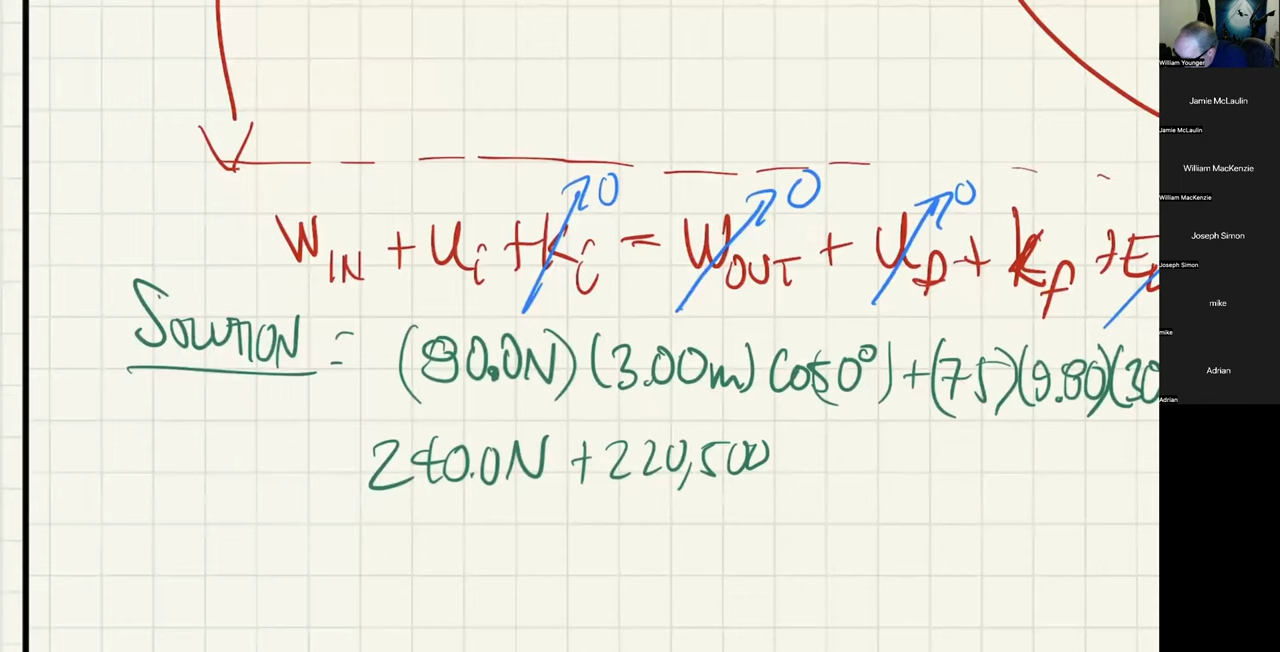 0 0 0
W_IN + U_i + K_i = W_OUT + U_f + K_f + E
SOLUTION = (80.0N)(3.00m) Cos(0°) + (75)(9.80)(30
240.0N + 220,500
William Younger
Jamie McLaulin
Jamie McLaulin
William MacKenzie
William MacKenzie
Joseph Simon
Joseph Simon
mike
mike
Adrian
Adrian